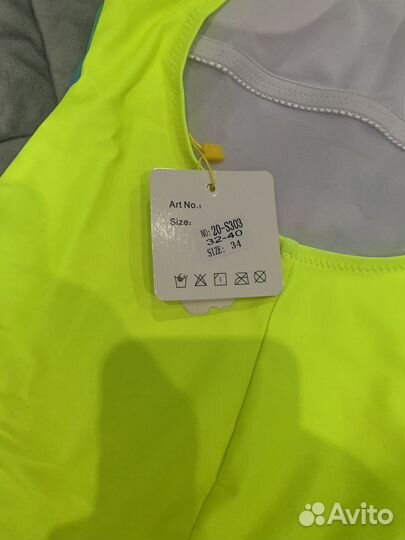 Art No.:
Size:
NO: 20-S303
32-40
SIZE: 34
Avito